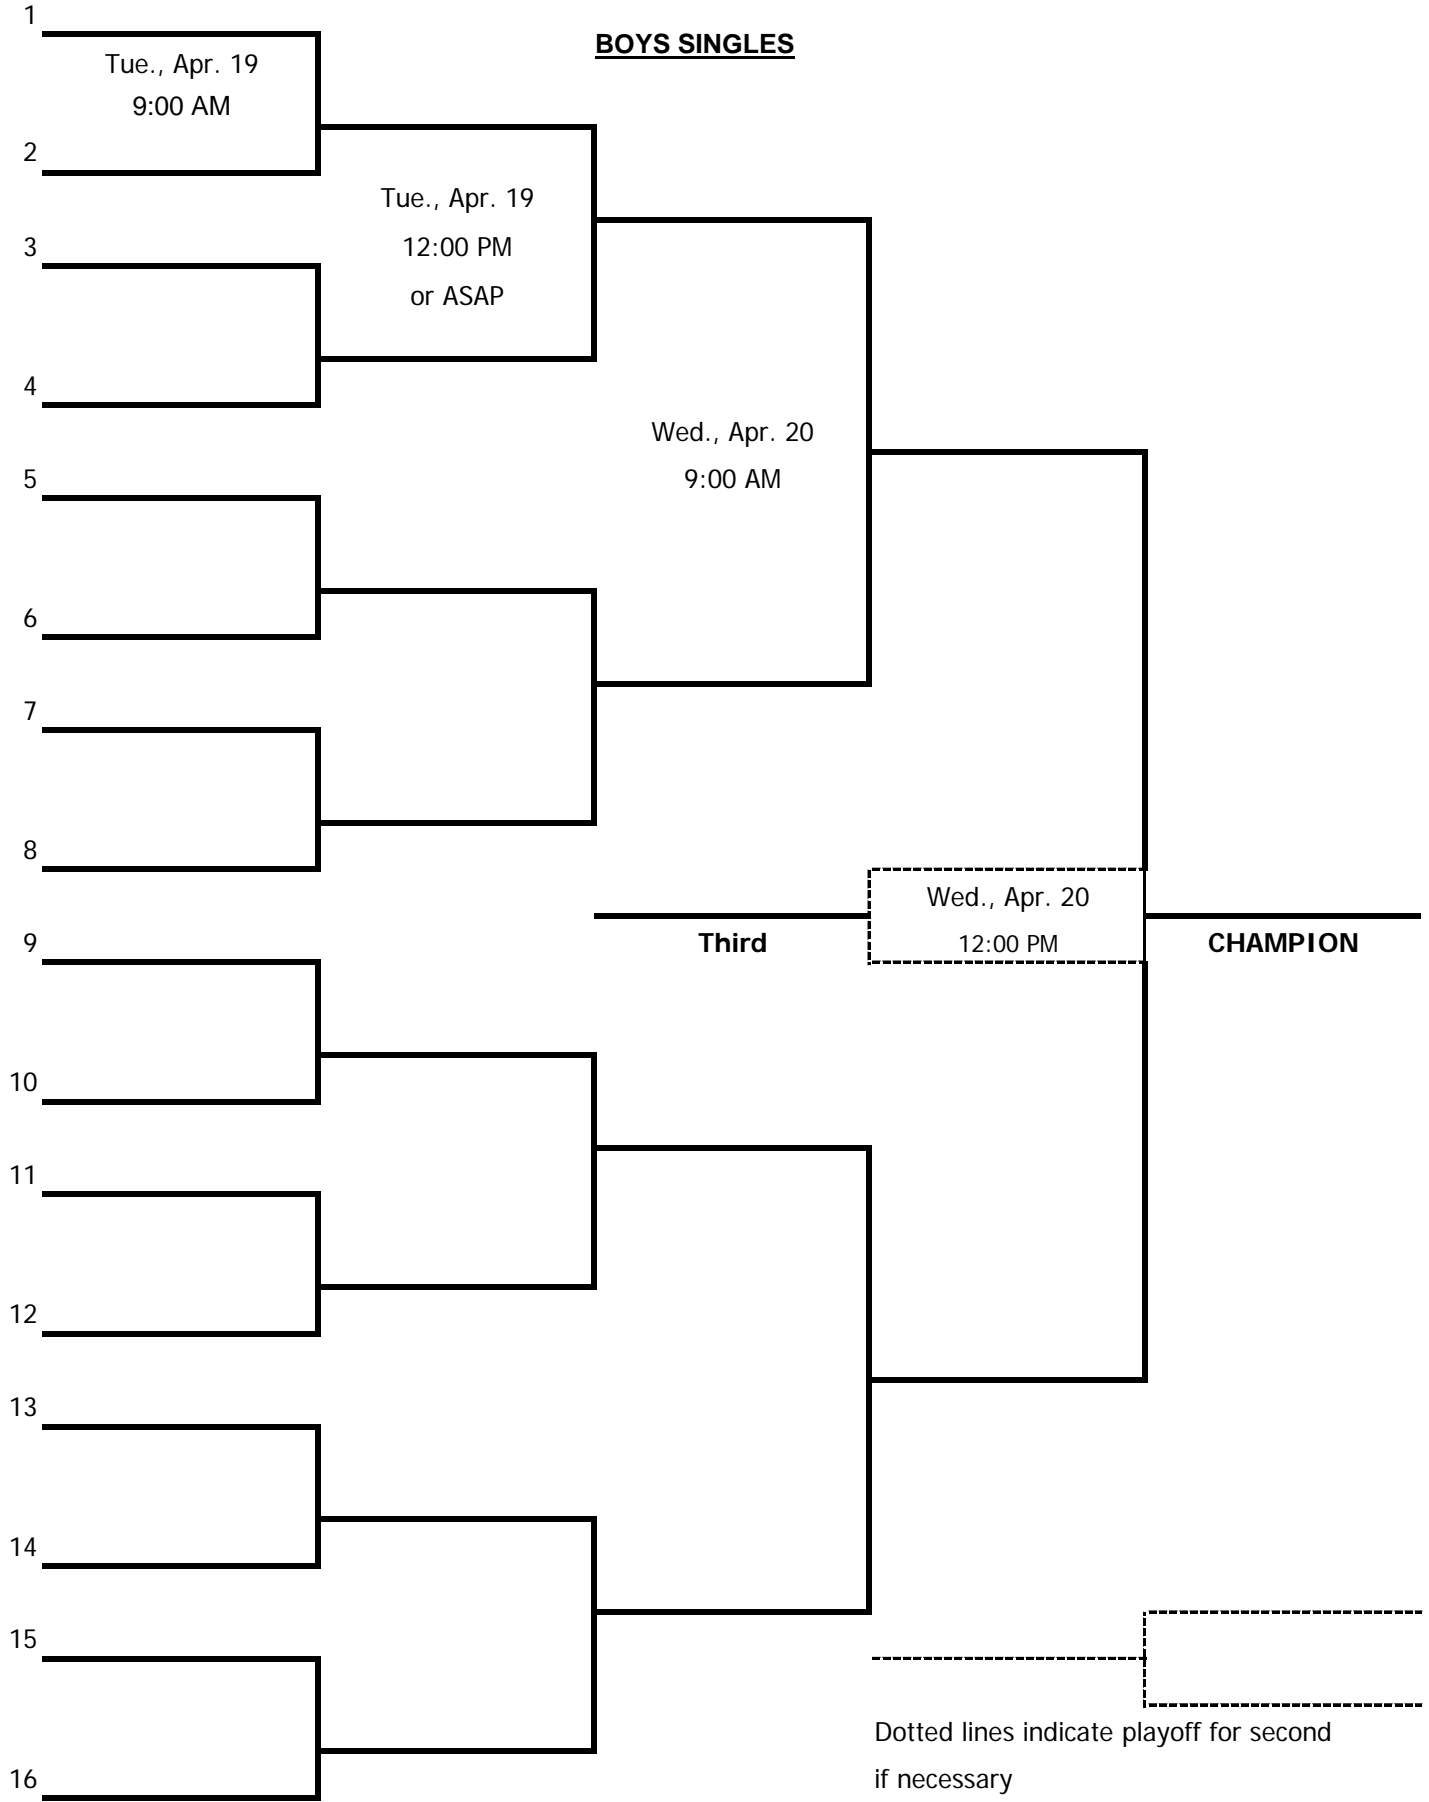 1
BOYS SINGLES
Tue., Apr. 19
9:00 AM
2
Tue., Apr. 19
12:00 PM
or ASAP
3
4
Wed., Apr. 20
9:00 AM
5
6
7
8
Wed., Apr. 20
12:00 PM
Third
CHAMPION
9
10
11
12
13
14
15
16
Dotted lines indicate playoff for second
if necessary